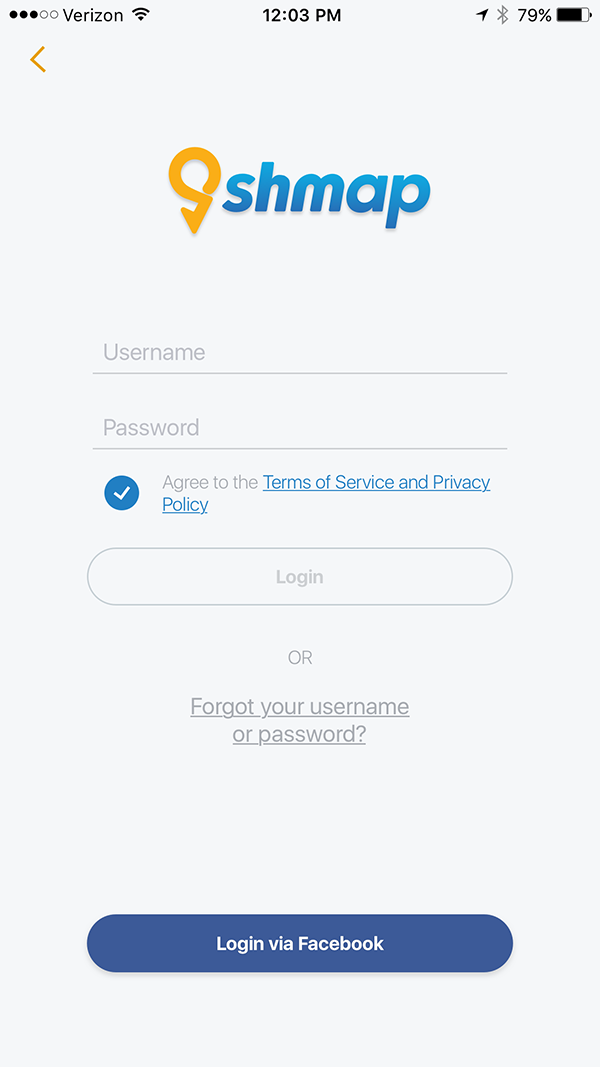 Verizon 12:03 PM 79%
shmap
Username
Password
Agree to the Terms of Service and Privacy
Policy
Login
OR
Forgot your username
or password?
Login via Facebook